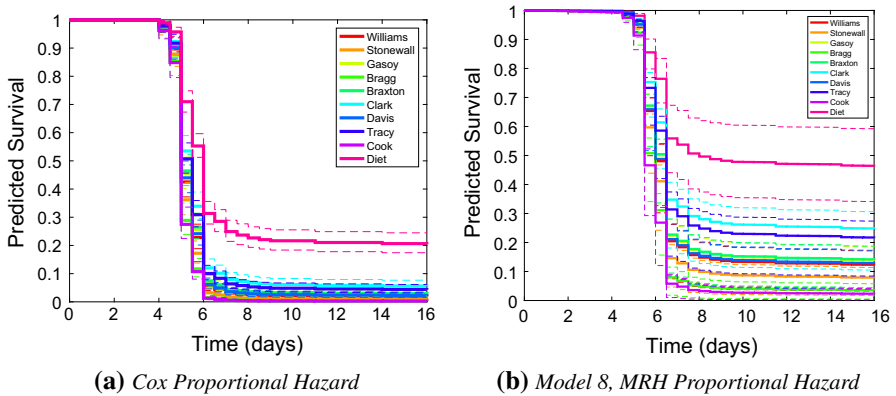 1
0.9
0.8
0.7
0.6
0.5
0.4
0.3
0.2
0.1
0
Predicted Survival
0 2 4 6 8 10 12 14 16
Time (days)
Williams
Stonewall
Gasoy
Bragg
Braxton
Clark
Davis
Tracy
Cook
Diet
(a) Cox Proportional Hazard
1
0.9
0.8
0.7
0.6
0.5
0.4
0.3
0.2
0.1
0
Predicted Survival
0 2 4 6 8 10 12 14 16
Time (days)
Williams
Stonewall
Gasoy
Bragg
Braxton
Clark
Davis
Tracy
Cook
Diet
(b) Model 8, MRH Proportional Hazard